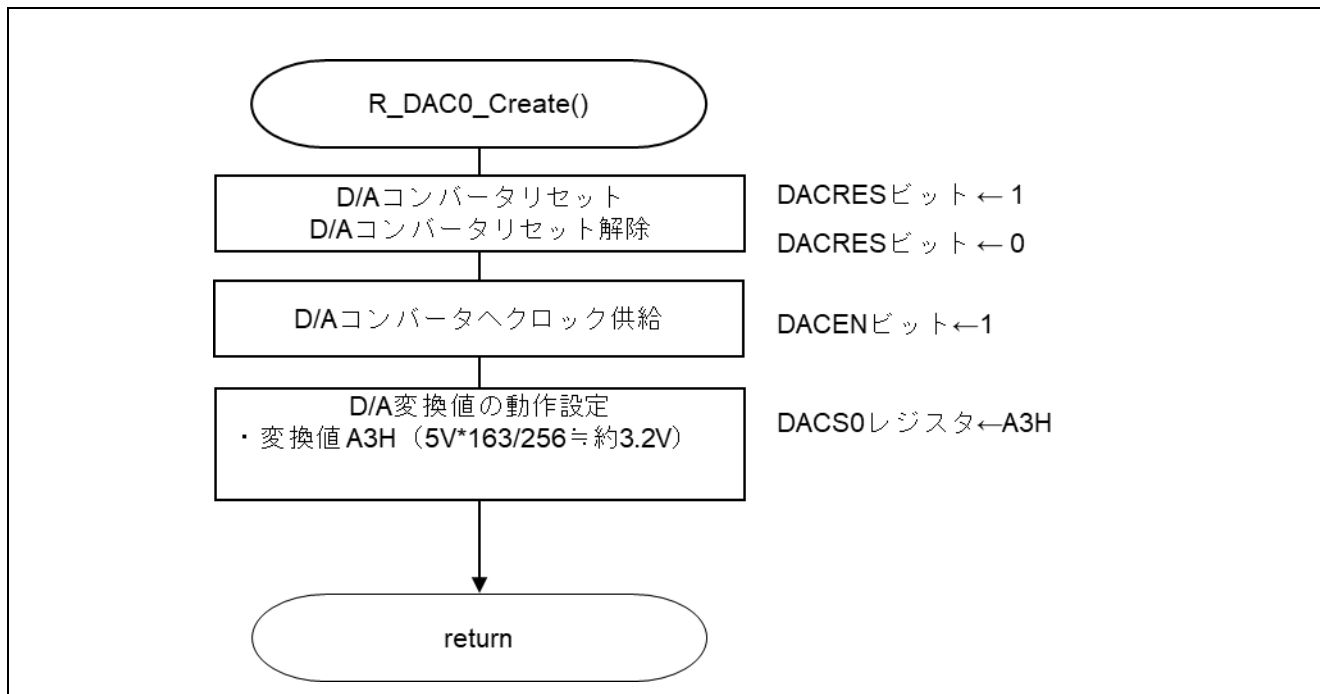 R_DAC0_Create()
D/Aコンバータリセット
D/Aコンバータリセット解除
DACRESビット ← 1
DACRESビット ← 0
D/Aコンバータへクロック供給
DACENビット←1
D/A変換値の動作設定
・変換値 A3H（5V*163/256≒約3.2V）
DACS0レジスタ←A3H
return